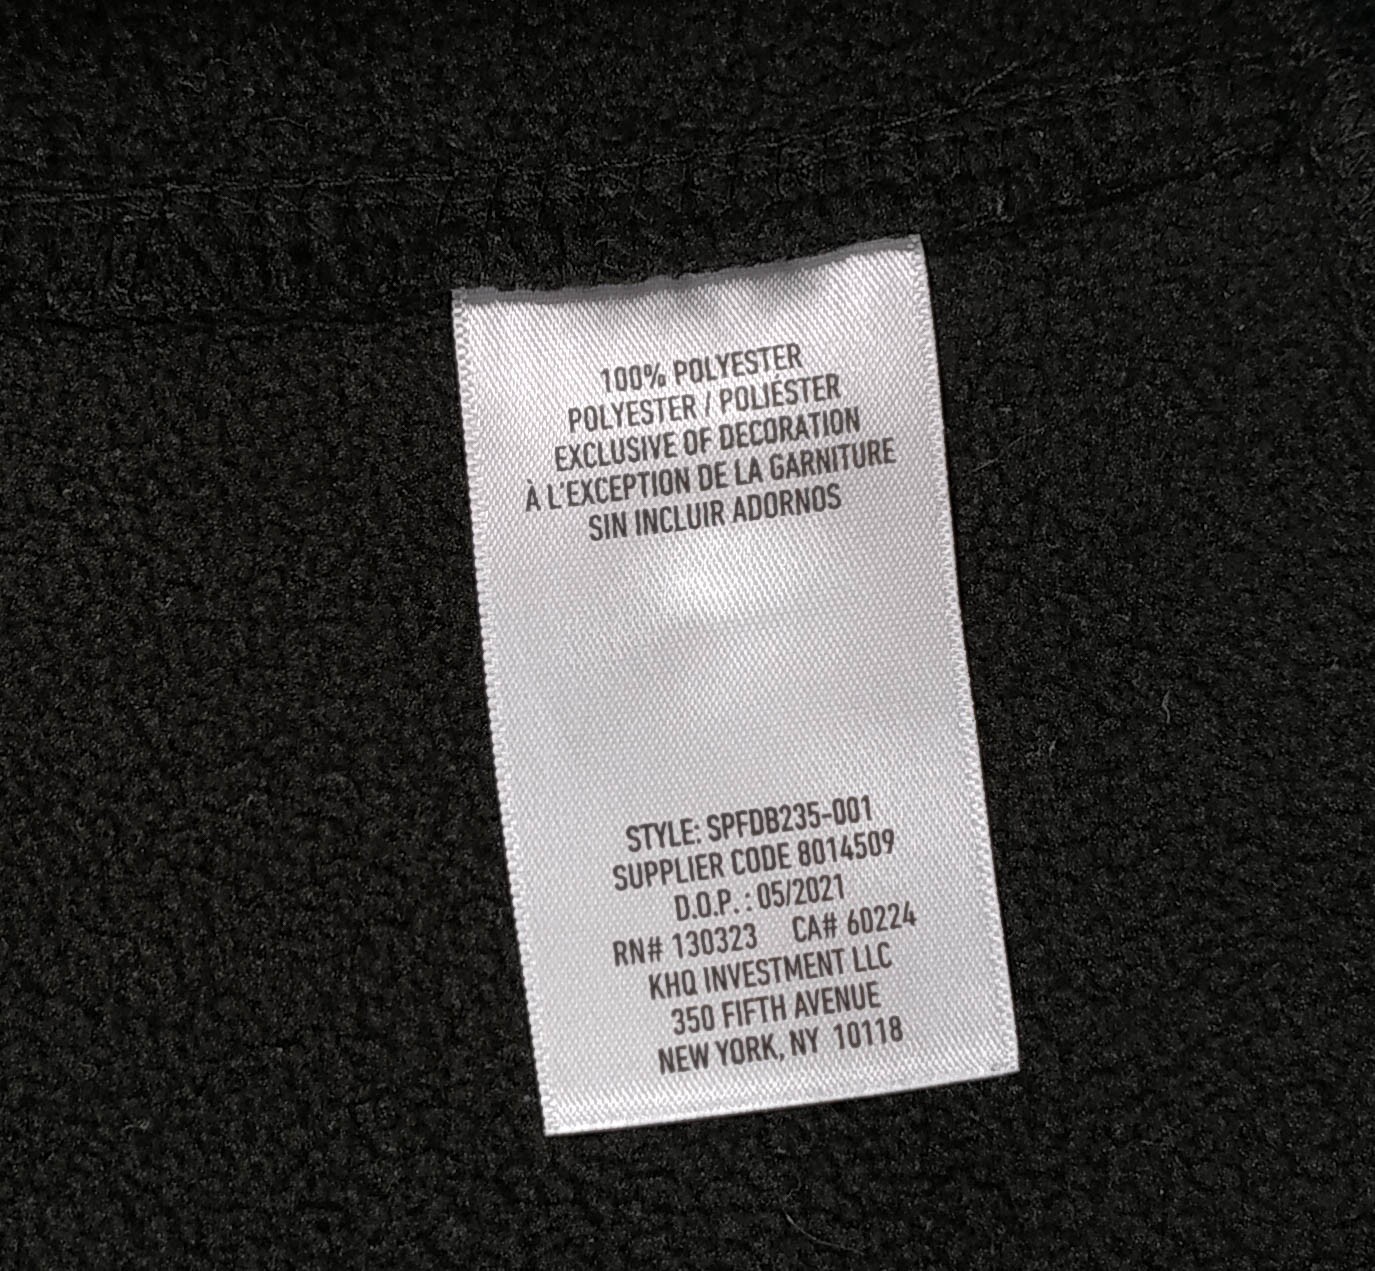 100% POLYESTER
POLYESTER / POLIÉSTER
EXCLUSIVE OF DECORATION
À L'EXCEPTION DE LA GARNITURE
SIN INCLUIR ADORNOS
STYLE: SPFDB235-001
SUPPLIER CODE 8014509
D.O.P. : 05/2021
RN# 130323 CA# 60224
KHQ INVESTMENT LLC
350 FIFTH AVENUE
NEW YORK, NY 10118